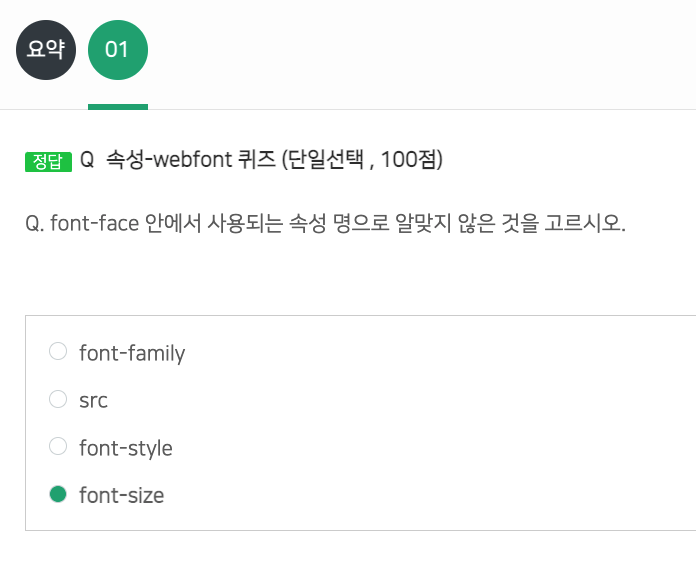 요약 01
정답 Q 속성-webfont 퀴즈 (단일선택 , 100점)
Q. font-face 안에서 사용되는 속성 명으로 알맞지 않은 것을 고르시오.
font-family
src
font-style
font-size